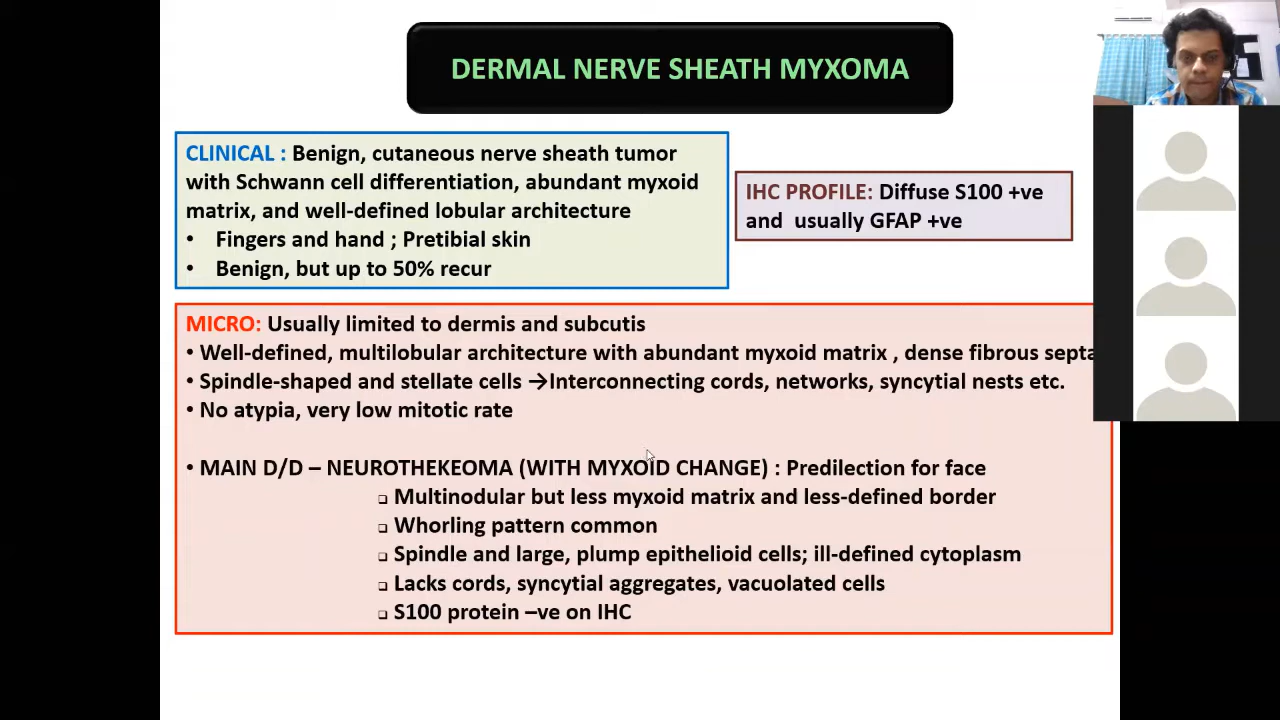 DERMAL NERVE SHEATH MYXOMA
CLINICAL : Benign, cutaneous nerve sheath tumor
with Schwann cell differentiation, abundant myxoid
matrix, and well-defined lobular architecture
• Fingers and hand ; Pretibial skin
• Benign, but up to 50% recur
IHC PROFILE: Diffuse S100 +ve
and usually GFAP +ve
MICRO: Usually limited to dermis and subcutis
• Well-defined, multilobular architecture with abundant myxoid matrix , dense fibrous septa
• Spindle-shaped and stellate cells →Interconnecting cords, networks, syncytial nests etc.
• No atypia, very low mitotic rate
• MAIN D/D – NEUROTHEKEOMA (WITH MYXOID CHANGE) : Predilection for face
❑ Multinodular but less myxoid matrix and less-defined border
❑ Whorling pattern common
❑ Spindle and large, plump epithelioid cells; ill-defined cytoplasm
❑ Lacks cords, syncytial aggregates, vacuolated cells
❑ S100 protein –ve on IHC